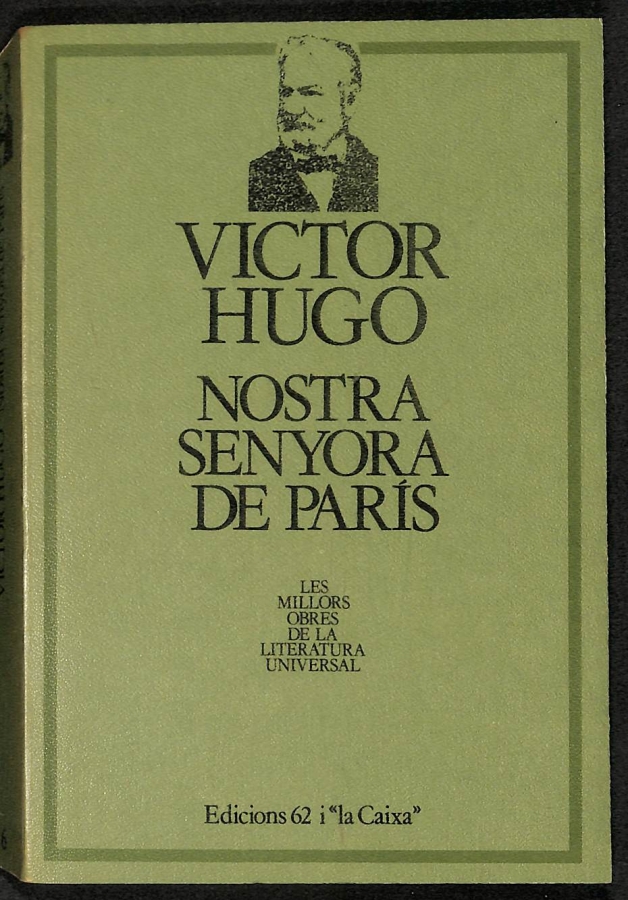 VICTOR
HUGO
NOSTRA
SENYORA
DE PARÍS
LES
MILLORS
OBRES
DE LA
LITERATURA
UNIVERSAL
Edicions 62 i "la Caixa"